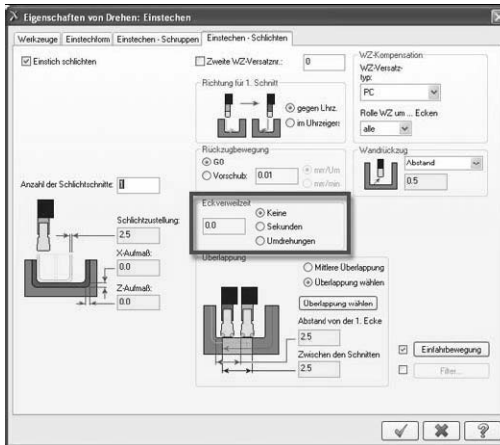 Eigenschaften von Drehen: Einstechen
Werkzeuge Einstechform Einstechen - Schruppen Einstechen - Schlichten
Einstich schlichten
Anzahl der Schlichtschnitte: 1
Schlichtzustellung:
2.5
X-Aufmaß:
0.0
Z-Aufmaß:
0.0
Zweite WZ-Versatznr.: 0
Richtung für 1. Schnitt
gegen Uhrz.
im Uhrzeigers
Rückzugbewegung
G0
Vorschub: 0.01
mm/Um
mm/min
Eckverweilzeit
0.0
Keine
Sekunden
Umdrehungen
Überlappung
Mittlere Überlappung
Überlappung wählen
Überlappung wählen
Abstand von der 1. Ecke
2.5
Zwischen den Schnitten
2.5
WZ-Kompensation
WZ-Versatz-
typ:
PC
Rolle WZ um ... Ecken
alle
Wandrückzug
Abstand
0.5
Einfahrbewegung
Filter...